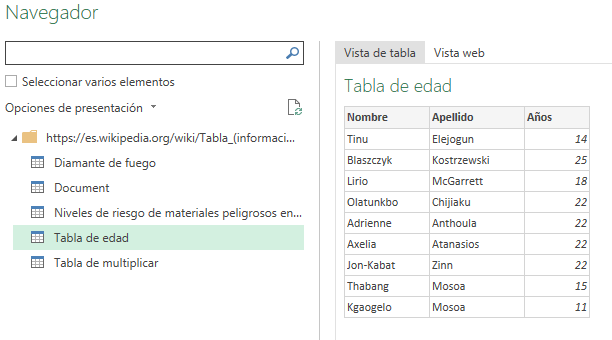 Navegador
Seleccionar varios elementos
Opciones de presentación
https://es.wikipedia.org/wiki/Tabla_(informaci...
Diamante de fuego
Document
Niveles de riesgo de materiales peligrosos en...
Tabla de edad
Tabla de multiplicar
Vista de tabla Vista web
Tabla de edad
Nombre Apellido Años
Tinu Elejogun 14
Blaszczyk Kostrzewski 25
Lirio McGarrett 18
Olatunkbo Chijiaku 22
Adrienne Anthoula 22
Axelia Atanasios 22
Jon-Kabat Zinn 22
Thabang Mosoa 15
Kgaogelo Mosoa 11